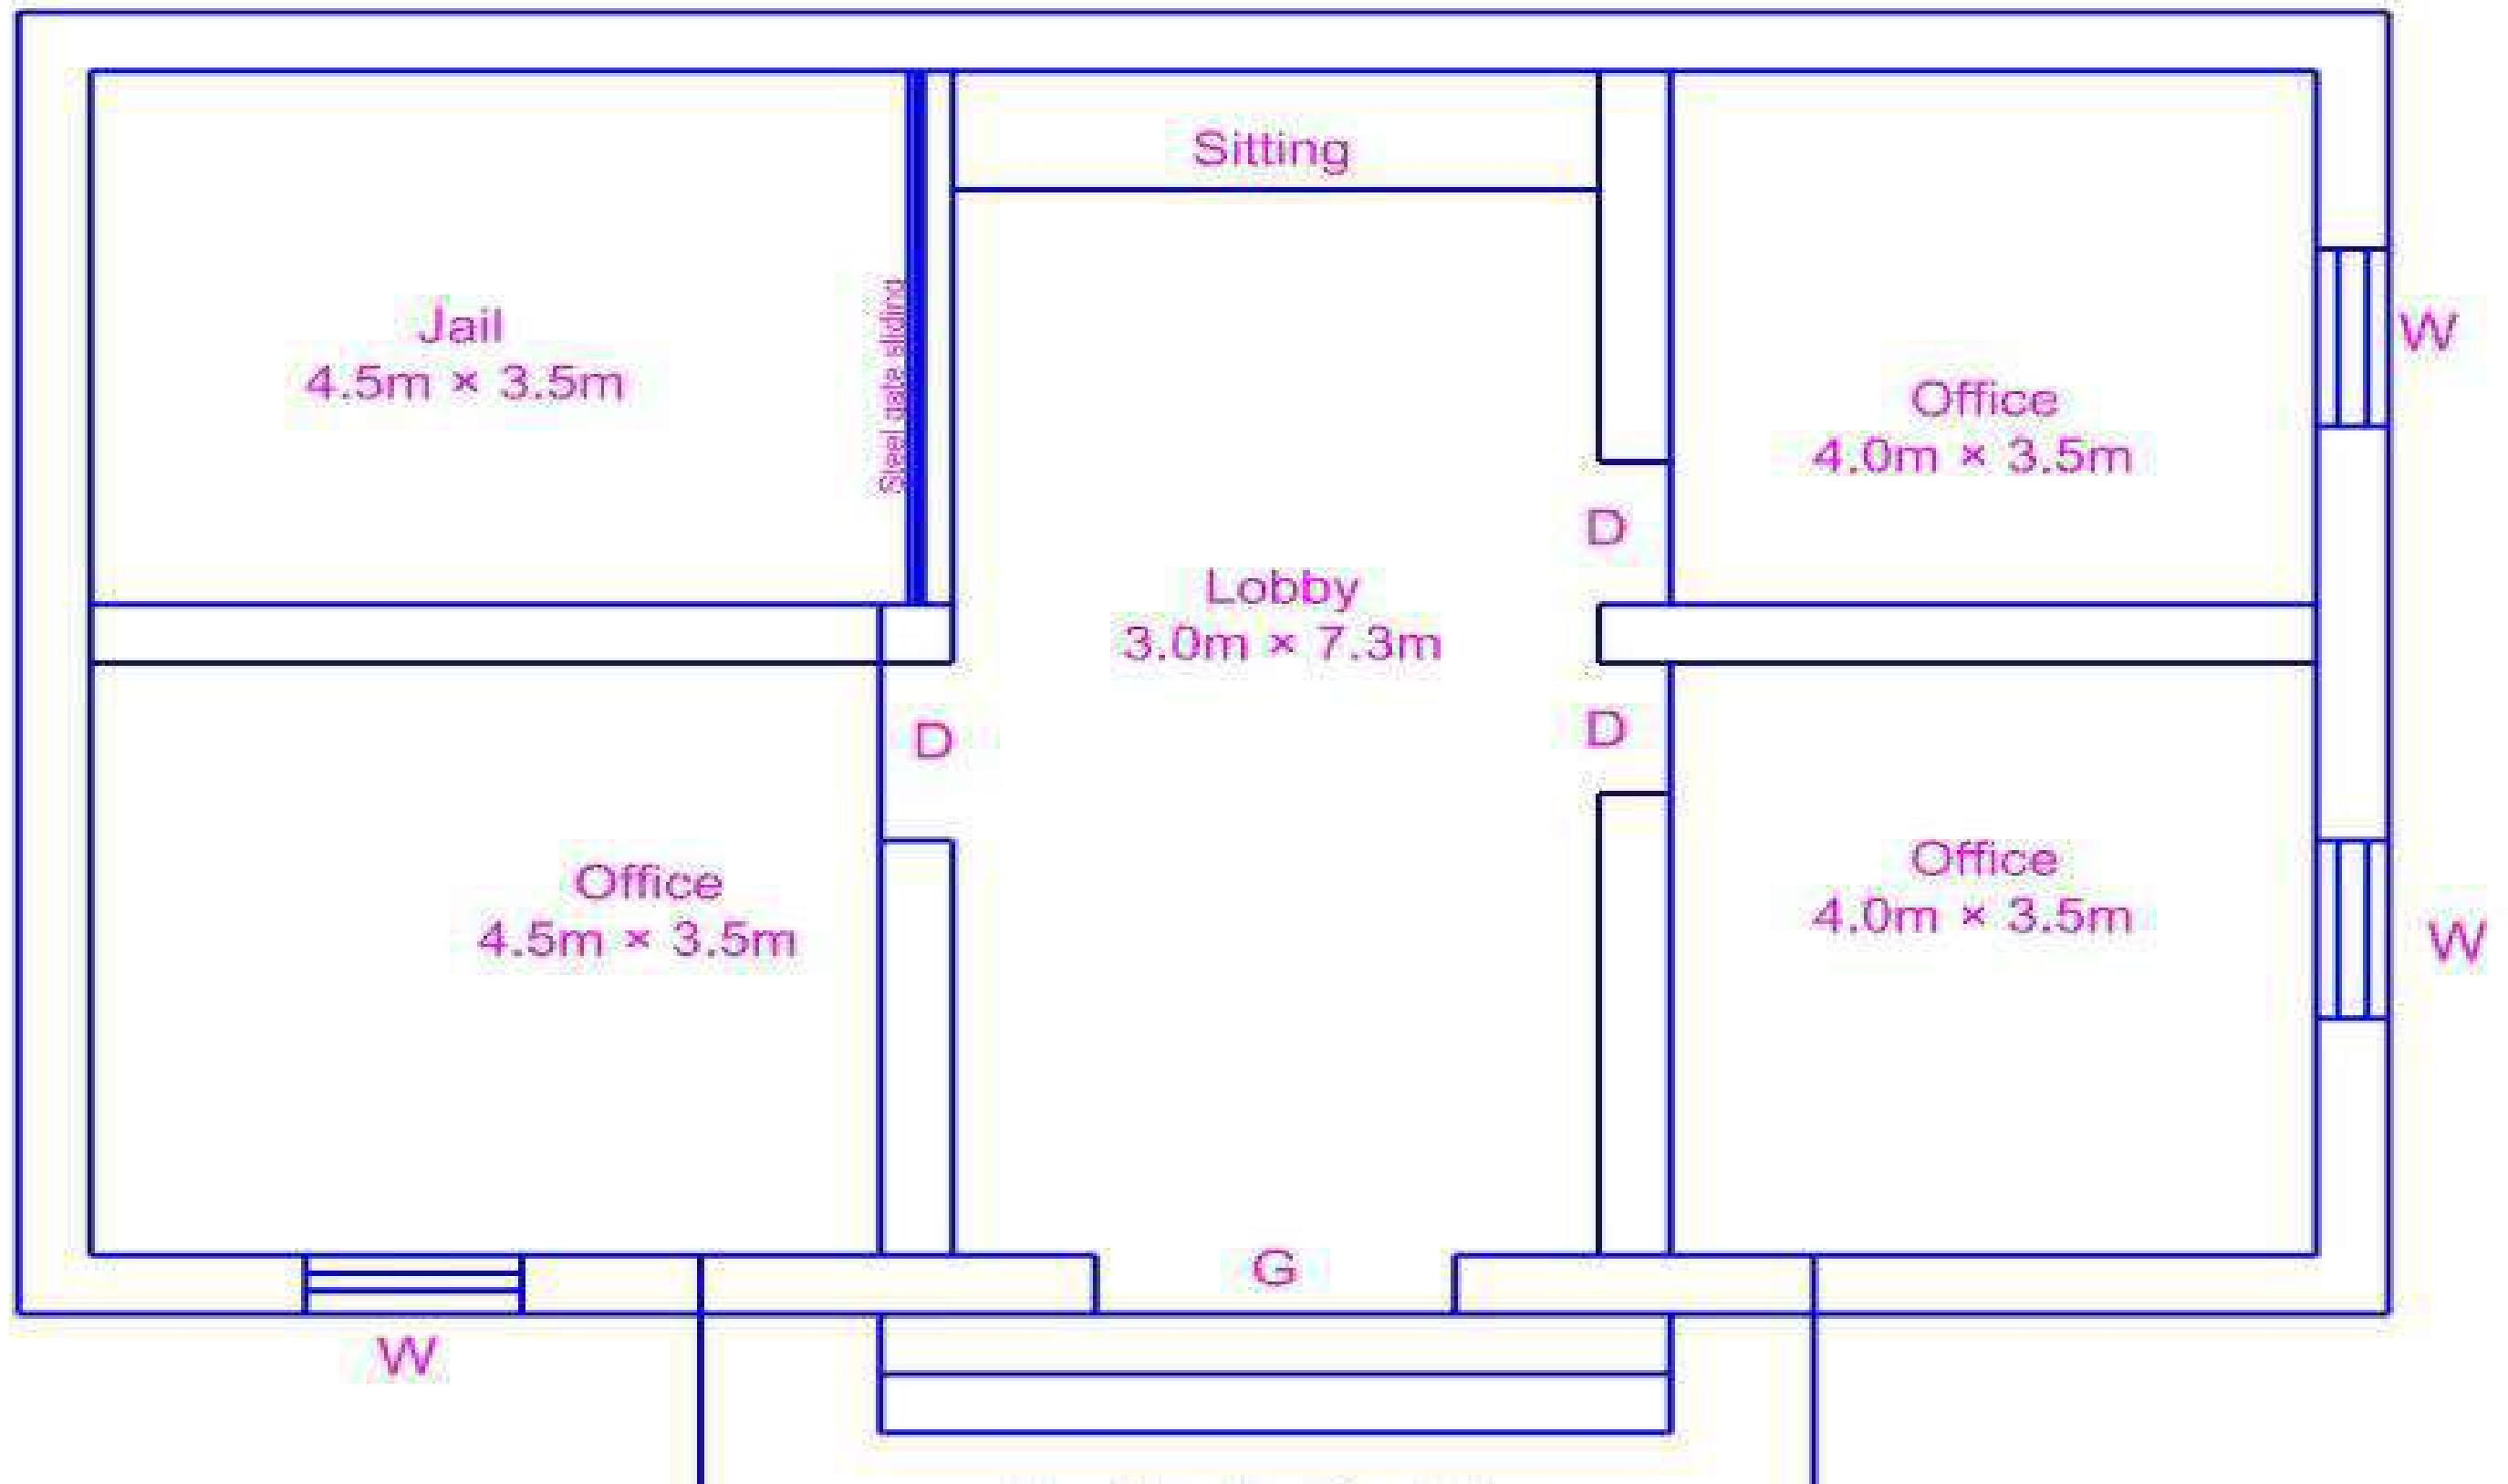 Sitting
Jail
4.5m × 3.5m
Steel gate sliding
W
Office
4.0m × 3.5m
D
Lobby
3.0m × 7.3m
D
D
Office
4.5m × 3.5m
Office
4.0m × 3.5m
W
G
W